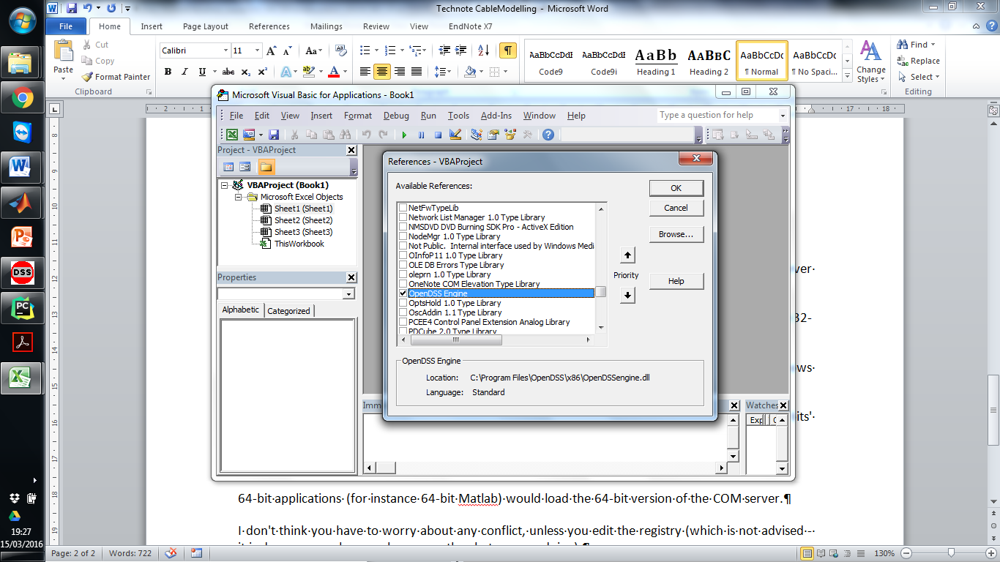 Technote CableModelling - Microsoft Word
File Home Insert Page Layout References Mailings Review View EndNote X7
Paste
Cut
Copy
Format Painter
Clipboard
Calibri 11
Font
AaBbCcDdI AaBbCcDdI AaBb AaBbC AaBbCcDc AaBbCcDc
Code9 Code9i Heading 1 Heading 2 ¶ Normal ¶ No Spaci...
Change Styles
Find
Replace
Select
Editing
Microsoft Visual Basic for Applications - Book1
File Edit View Insert Format Debug Run Tools Add-Ins Window Help
Type a question for help
Project - VBAProject
VBAProject (Book1)
Microsoft Excel Objects
Sheet1 (Sheet1)
Sheet2 (Sheet2)
Sheet3 (Sheet3)
ThisWorkbook
Properties
Alphabetic Categorized
References - VBAProject
Available References:
NetFwTypeLib
Network List Manager 1.0 Type Library
NMSDVD DVD Burning SDK Pro - ActiveX Edition
NodeMgr 1.0 Type Library
Not Public. Internal interface used by Windows Medi
OInfoP11 1.0 Type Library
OLE DB Errors Type Library
oleprn 1.0 Type Library
OneNote COM Elevation Type Library
OpenDSS Engine
OptsHold 1.0 Type Library
OscAddin 1.1 Type Library
PCEE4 Control Panel Extension Analog Library
PDCube 2.0 Type Library
OK
Cancel
Browse...
Priority
Help
OpenDSS Engine
Location: C:\Program Files\OpenDSS\x86\OpenDSSengine.dll
Language: Standard
Imm
Watches
Exp
ver·
32-
ws·
its'·
64-bit·applications·(for·instance·64-bit·Matlab)·would·load·the·64-bit·version·of·the·COM·server.¶
I·don't·think·you·have·to·worry·about·any·conflict,·unless·you·edit·the·registry·(which·is·not·advised·-·
DSS
PC
19:27
15/03/2016
Page: 2 of 2 Words: 722
130%